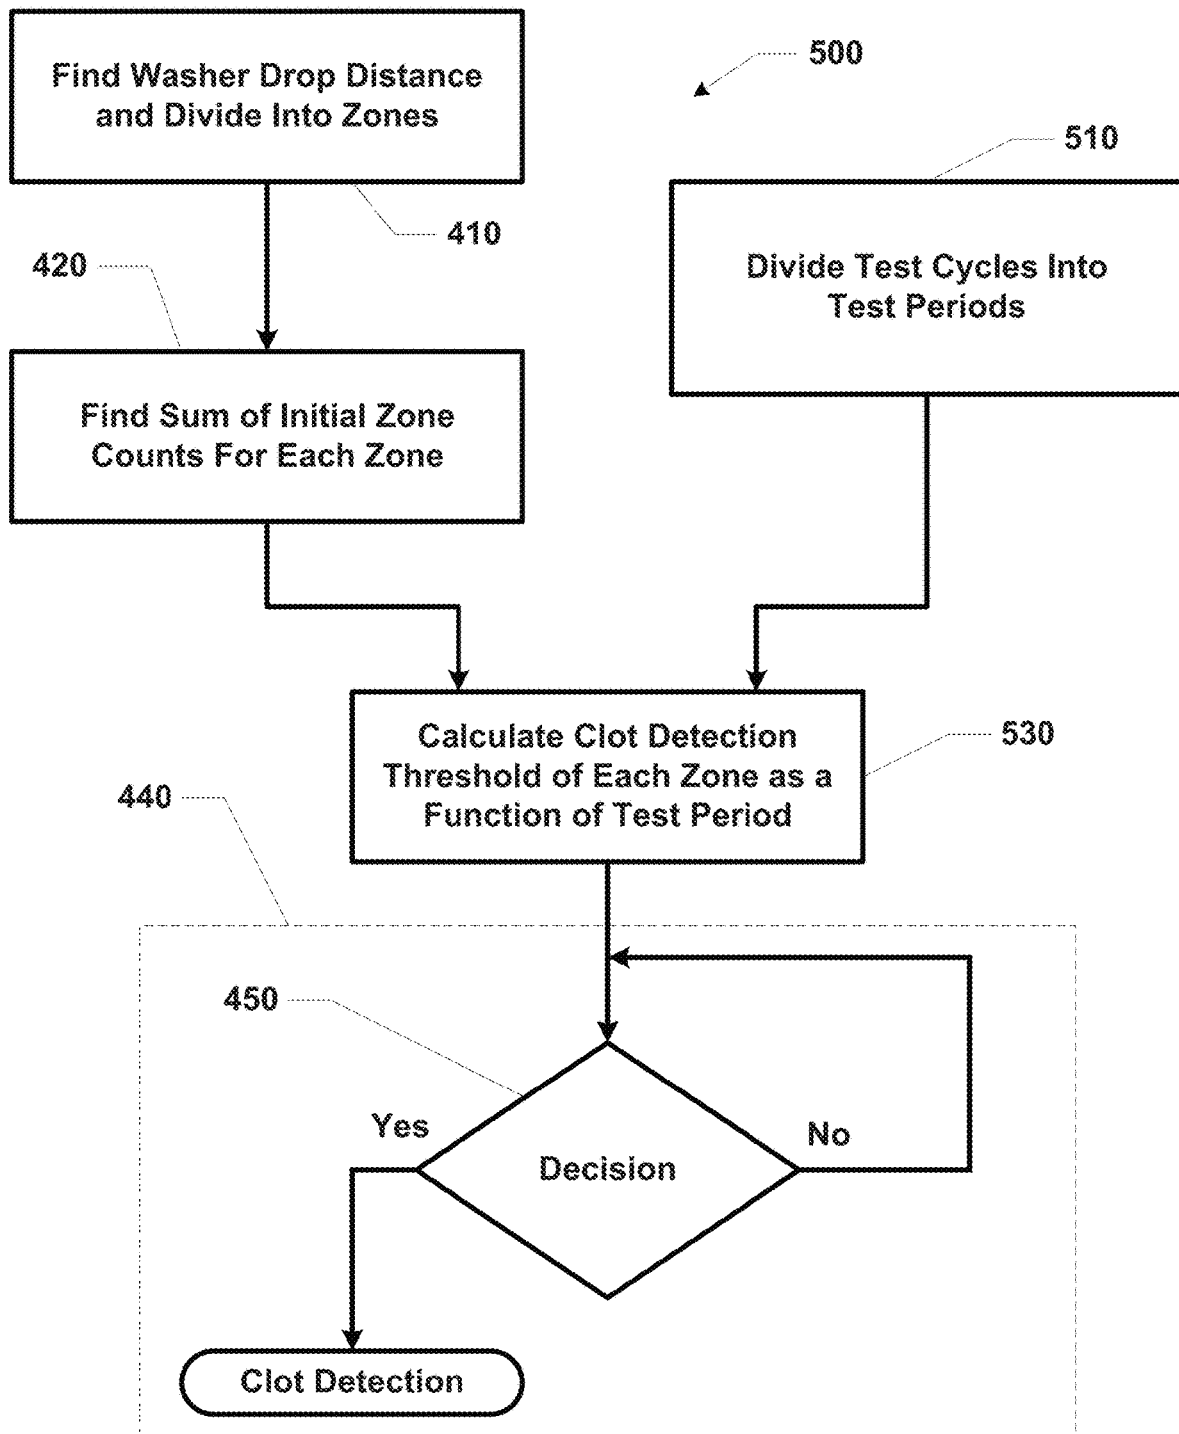 Find Washer Drop Distance
and Divide Into Zones
500
510
410
420
Divide Test Cycles Into
Test Periods
Find Sum of Initial Zone
Counts For Each Zone
Calculate Clot Detection
Threshold of Each Zone as a
Function of Test Period
530
440
450
Yes
No
Decision
Clot Detection